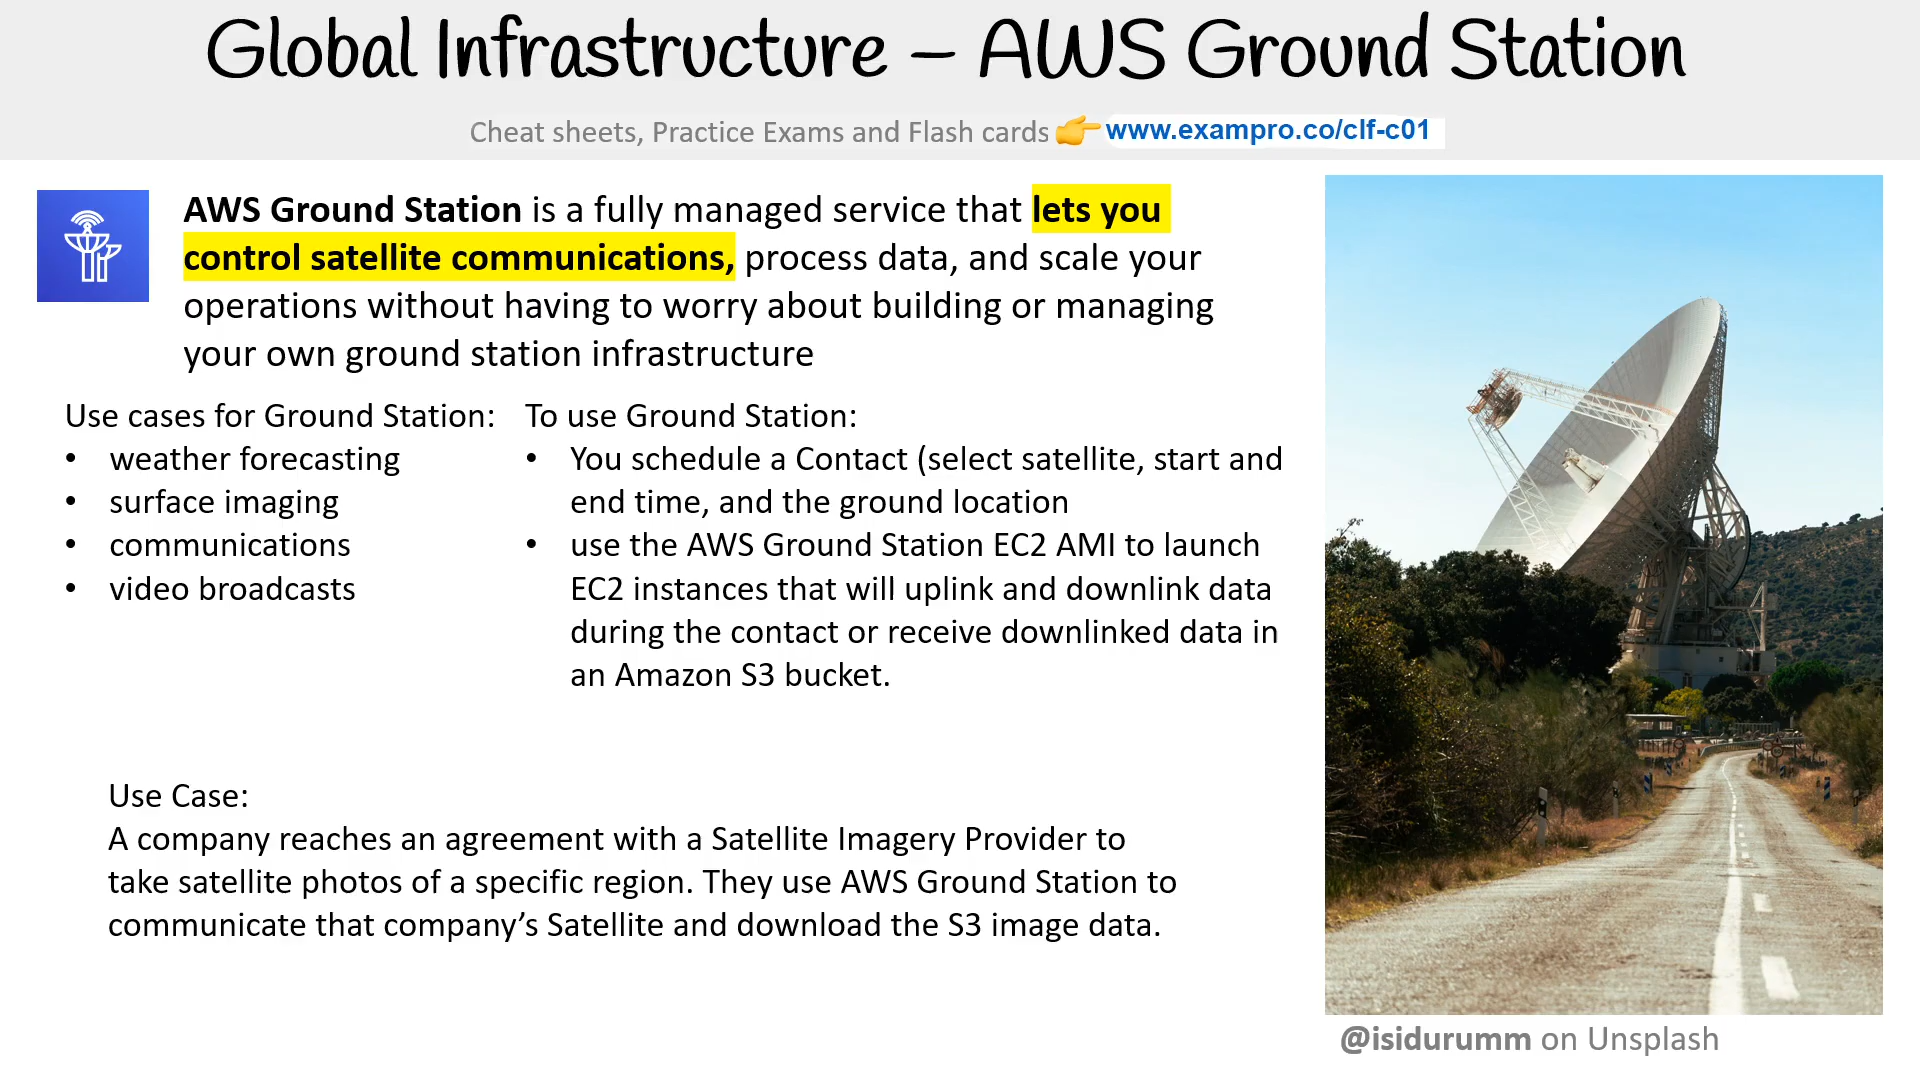 Global Infrastructure – AWS Ground Station
Cheat sheets, Practice Exams and Flash cards 👉 www.exampro.co/clf-c01
AWS Ground Station is a fully managed service that lets you
control satellite communications, process data, and scale your
operations without having to worry about building or managing
your own ground station infrastructure
Use cases for Ground Station:
• weather forecasting
• surface imaging
• communications
• video broadcasts
To use Ground Station:
• You schedule a Contact (select satellite, start and
end time, and the ground location
• use the AWS Ground Station EC2 AMI to launch
EC2 instances that will uplink and downlink data
during the contact or receive downlinked data in
an Amazon S3 bucket.
Use Case:
A company reaches an agreement with a Satellite Imagery Provider to
take satellite photos of a specific region. They use AWS Ground Station to
communicate that company’s Satellite and download the S3 image data.
@isidurumm on Unsplash